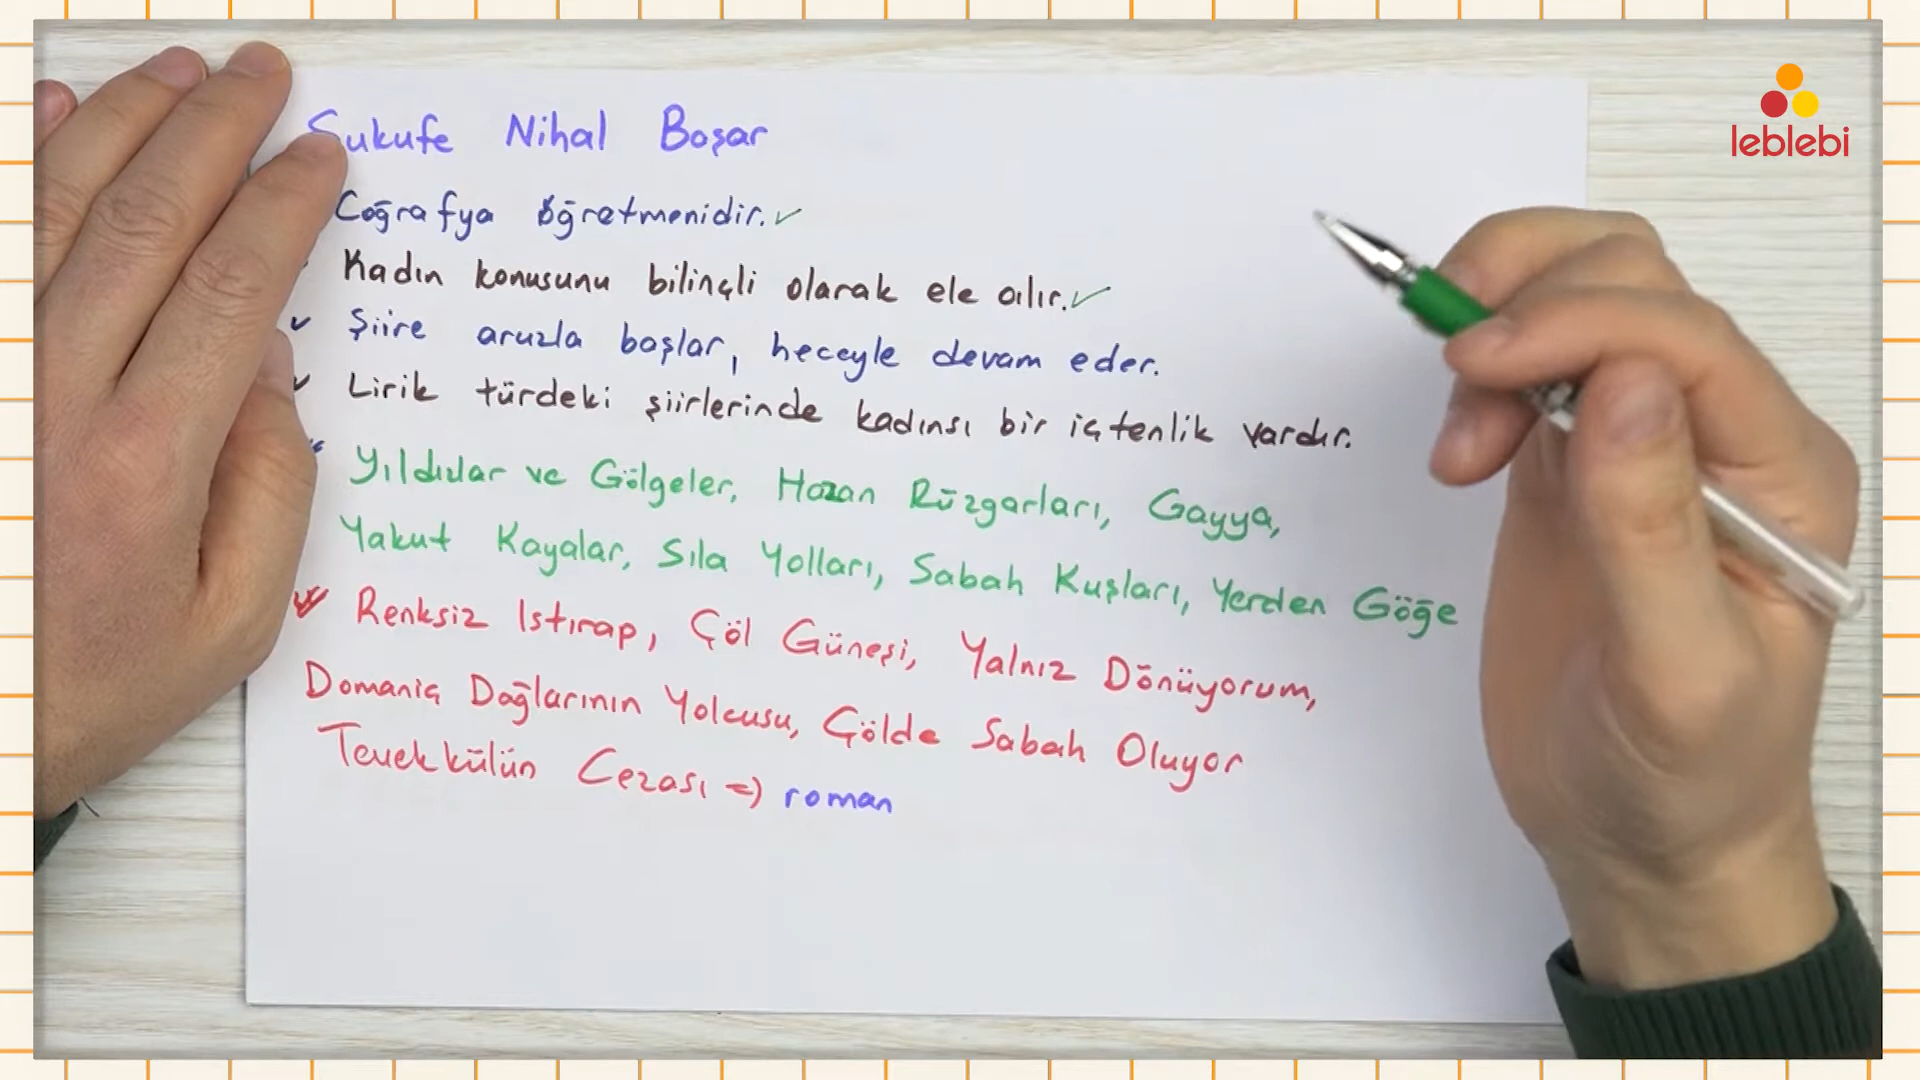 leblebi
Şukufe Nihal Başar
Coğrafya öğretmenidir.
Kadın konusunu bilinçli olarak ele alır.
Şiire aruzla başlar, heceyle devam eder.
Lirik türdeki şiirlerinde kadınsı bir içtenlik vardır.
Yıldızlar ve Gölgeler, Hazan Rüzgarları, Gayya,
Yakut Kayalar, Sıla Yolları, Sabah Kuşları, Yerden Göğe
Renksiz Istırap, Çöl Güneşi, Yalnız Dönüyorum,
Domaniç Dağlarının Yolcusu, Çölde Sabah Oluyor
Tevekkülün Cezası => roman